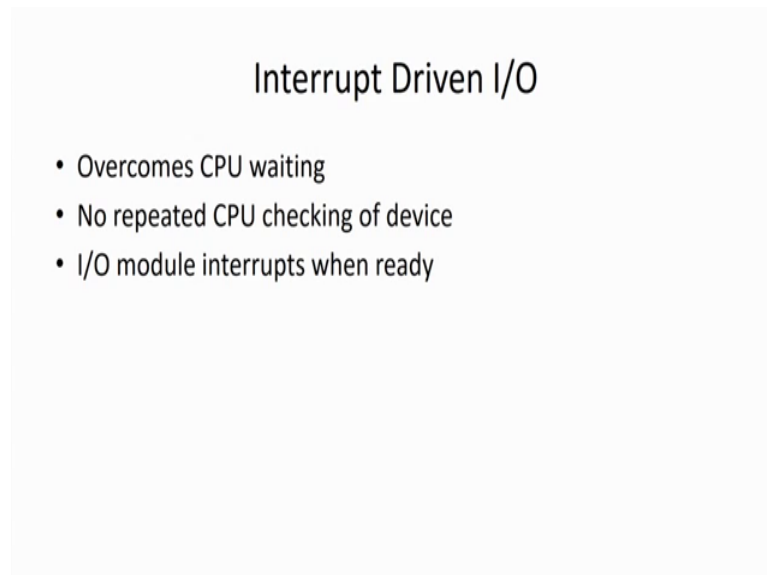 Interrupt Driven I/O
• Overcomes CPU waiting
• No repeated CPU checking of device
• I/O module interrupts when ready